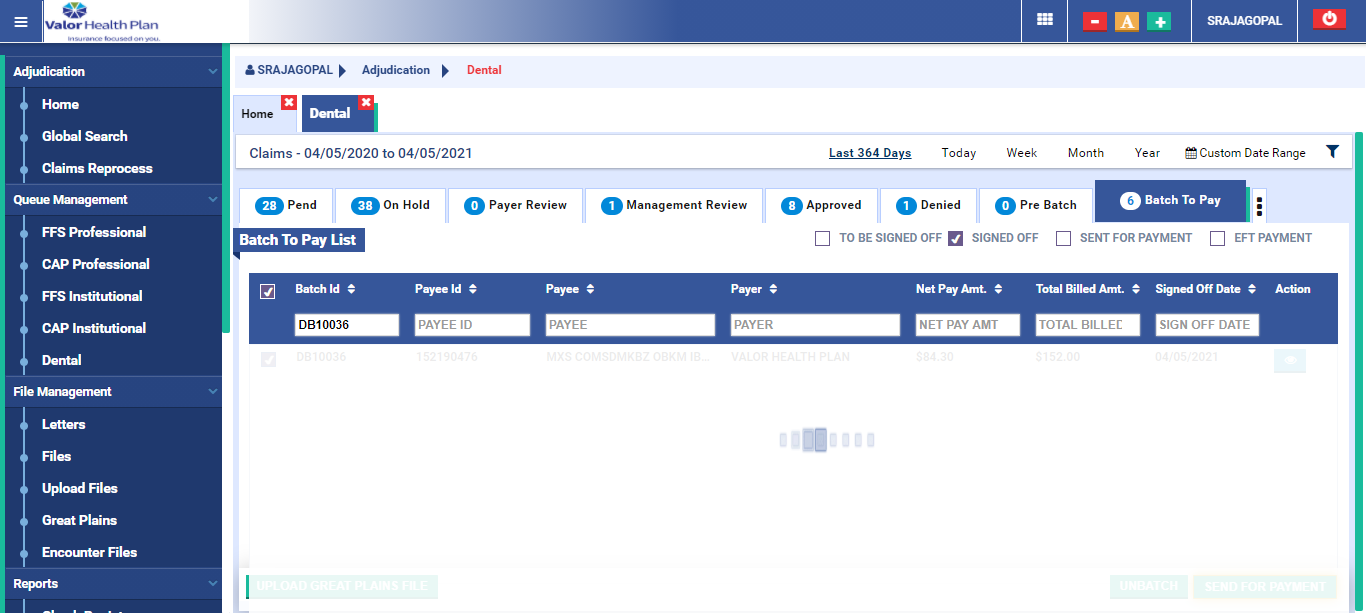 Valor Health Plan
Insurance focused on you.
A
SRAJAGOPAL
Adjudication
Home
Global Search
Claims Reprocess
Queue Management
FFS Professional
CAP Professional
FFS Institutional
CAP Institutional
Dental
File Management
Letters
Files
Upload Files
Great Plains
Encounter Files
Reports
SRAJAGOPAL Adjudication Dental
Home Dental
Claims - 04/05/2020 to 04/05/2021 Last 364 Days Today Week Month Year Custom Date Range
28 Pend 38 On Hold 0 Payer Review 1 Management Review 8 Approved 1 Denied 0 Pre Batch 6 Batch To Pay
Batch To Pay List TO BE SIGNED OFF SIGNED OFF SENT FOR PAYMENT EFT PAYMENT
Batch Id Payee Id Payee Payer Net Pay Amt. Total Billed Amt. Signed Off Date Action
DB10036 PAYEE ID PAYEE PAYER NET PAY AMT TOTAL BILLED SIGN OFF DATE
DB10036 152190476 MXS COMSDMKBZ OBKM IB... VALOR HEALTH PLAN $84.30 $152.00 04/05/2021
UPLOAD GREAT PLAINS FILE UNBATCH SEND FOR PAYMENT